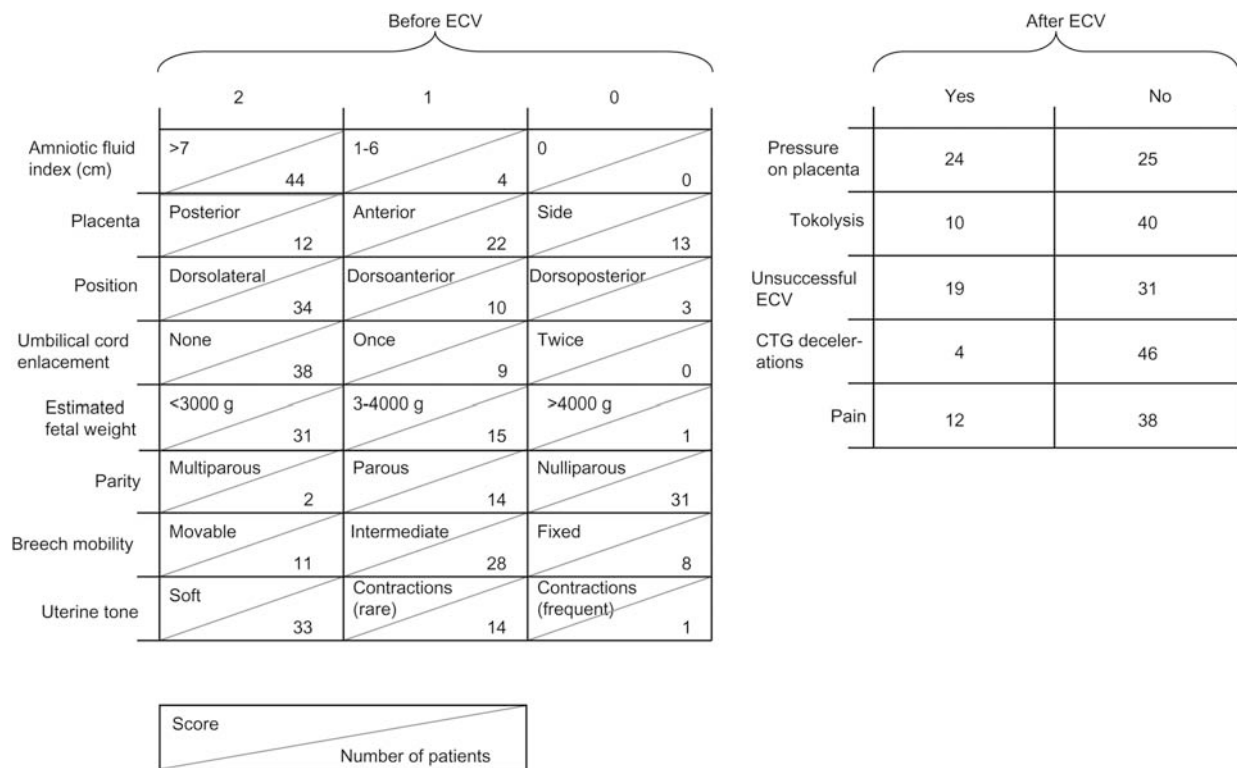 Before ECV
2 1 0
Amniotic fluid
index (cm)
>7 44
1-6 4
0 0
Placenta
Posterior 12
Anterior 22
Side 13
Position
Dorsolateral 34
Dorsoanterior 10
Dorsoposterior 3
Umbilical cord
enlacement
None 38
Once 9
Twice 0
Estimated
fetal weight
<3000 g 31
3-4000 g 15
>4000 g 1
Parity
Multiparous 2
Parous 14
Nulliparous 31
Breech mobility
Movable 11
Intermediate 28
Fixed 8
Uterine tone
Soft 33
Contractions
(rare) 14
Contractions
(frequent) 1
Score
Number of patients
After ECV
Yes No
Pressure
on placenta
24 25
Tokolysis 10 40
Unsuccessful
ECV
19 31
CTG deceler-
ations
4 46
Pain 12 38